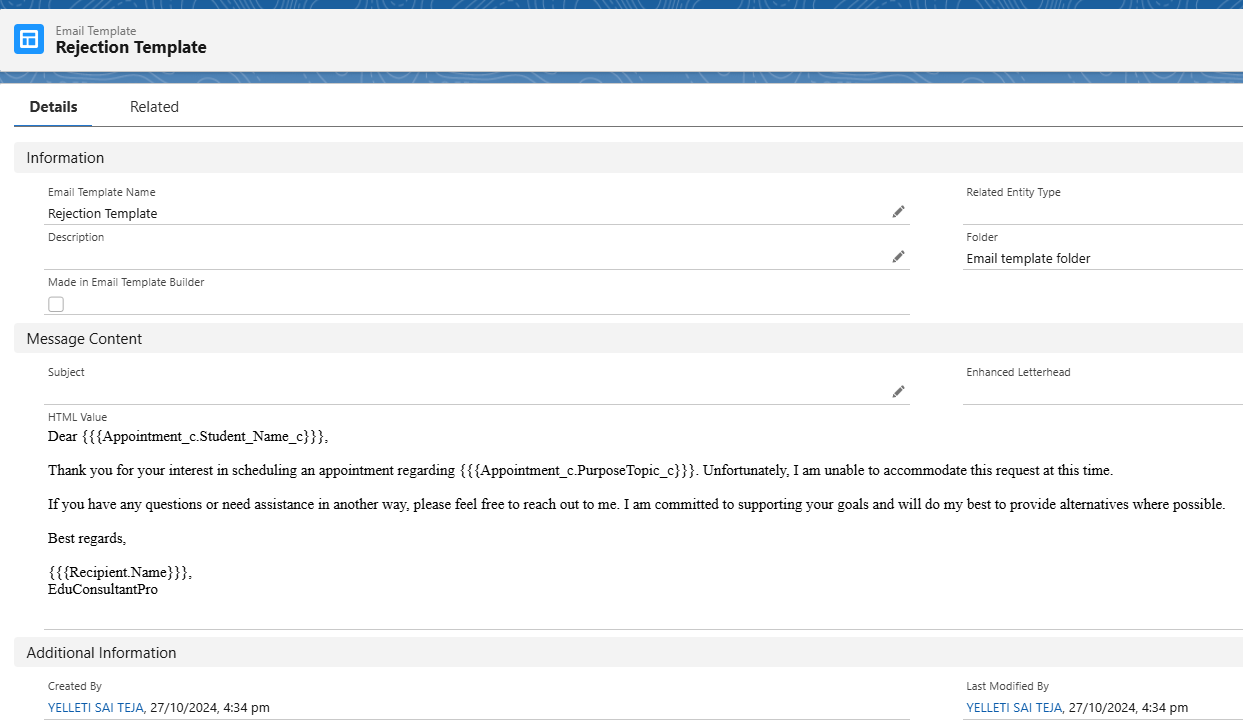 Email Template
Rejection Template
Details Related
Information
Email Template Name Related Entity Type
Rejection Template
Description Folder
Email template folder
Made in Email Template Builder
Message Content
Subject Enhanced Letterhead
HTML Value
Dear {{{Appointment_c.Student_Name_c}}},
Thank you for your interest in scheduling an appointment regarding {{{Appointment_c.PurposeTopic_c}}}. Unfortunately, I am unable to accommodate this request at this time.
If you have any questions or need assistance in another way, please feel free to reach out to me. I am committed to supporting your goals and will do my best to provide alternatives where possible.
Best regards,
{{{Recipient.Name}}},
EduConsultantPro
Additional Information
Created By Last Modified By
YELLETI SAI TEJA, 27/10/2024, 4:34 pm YELLETI SAI TEJA, 27/10/2024, 4:34 pm